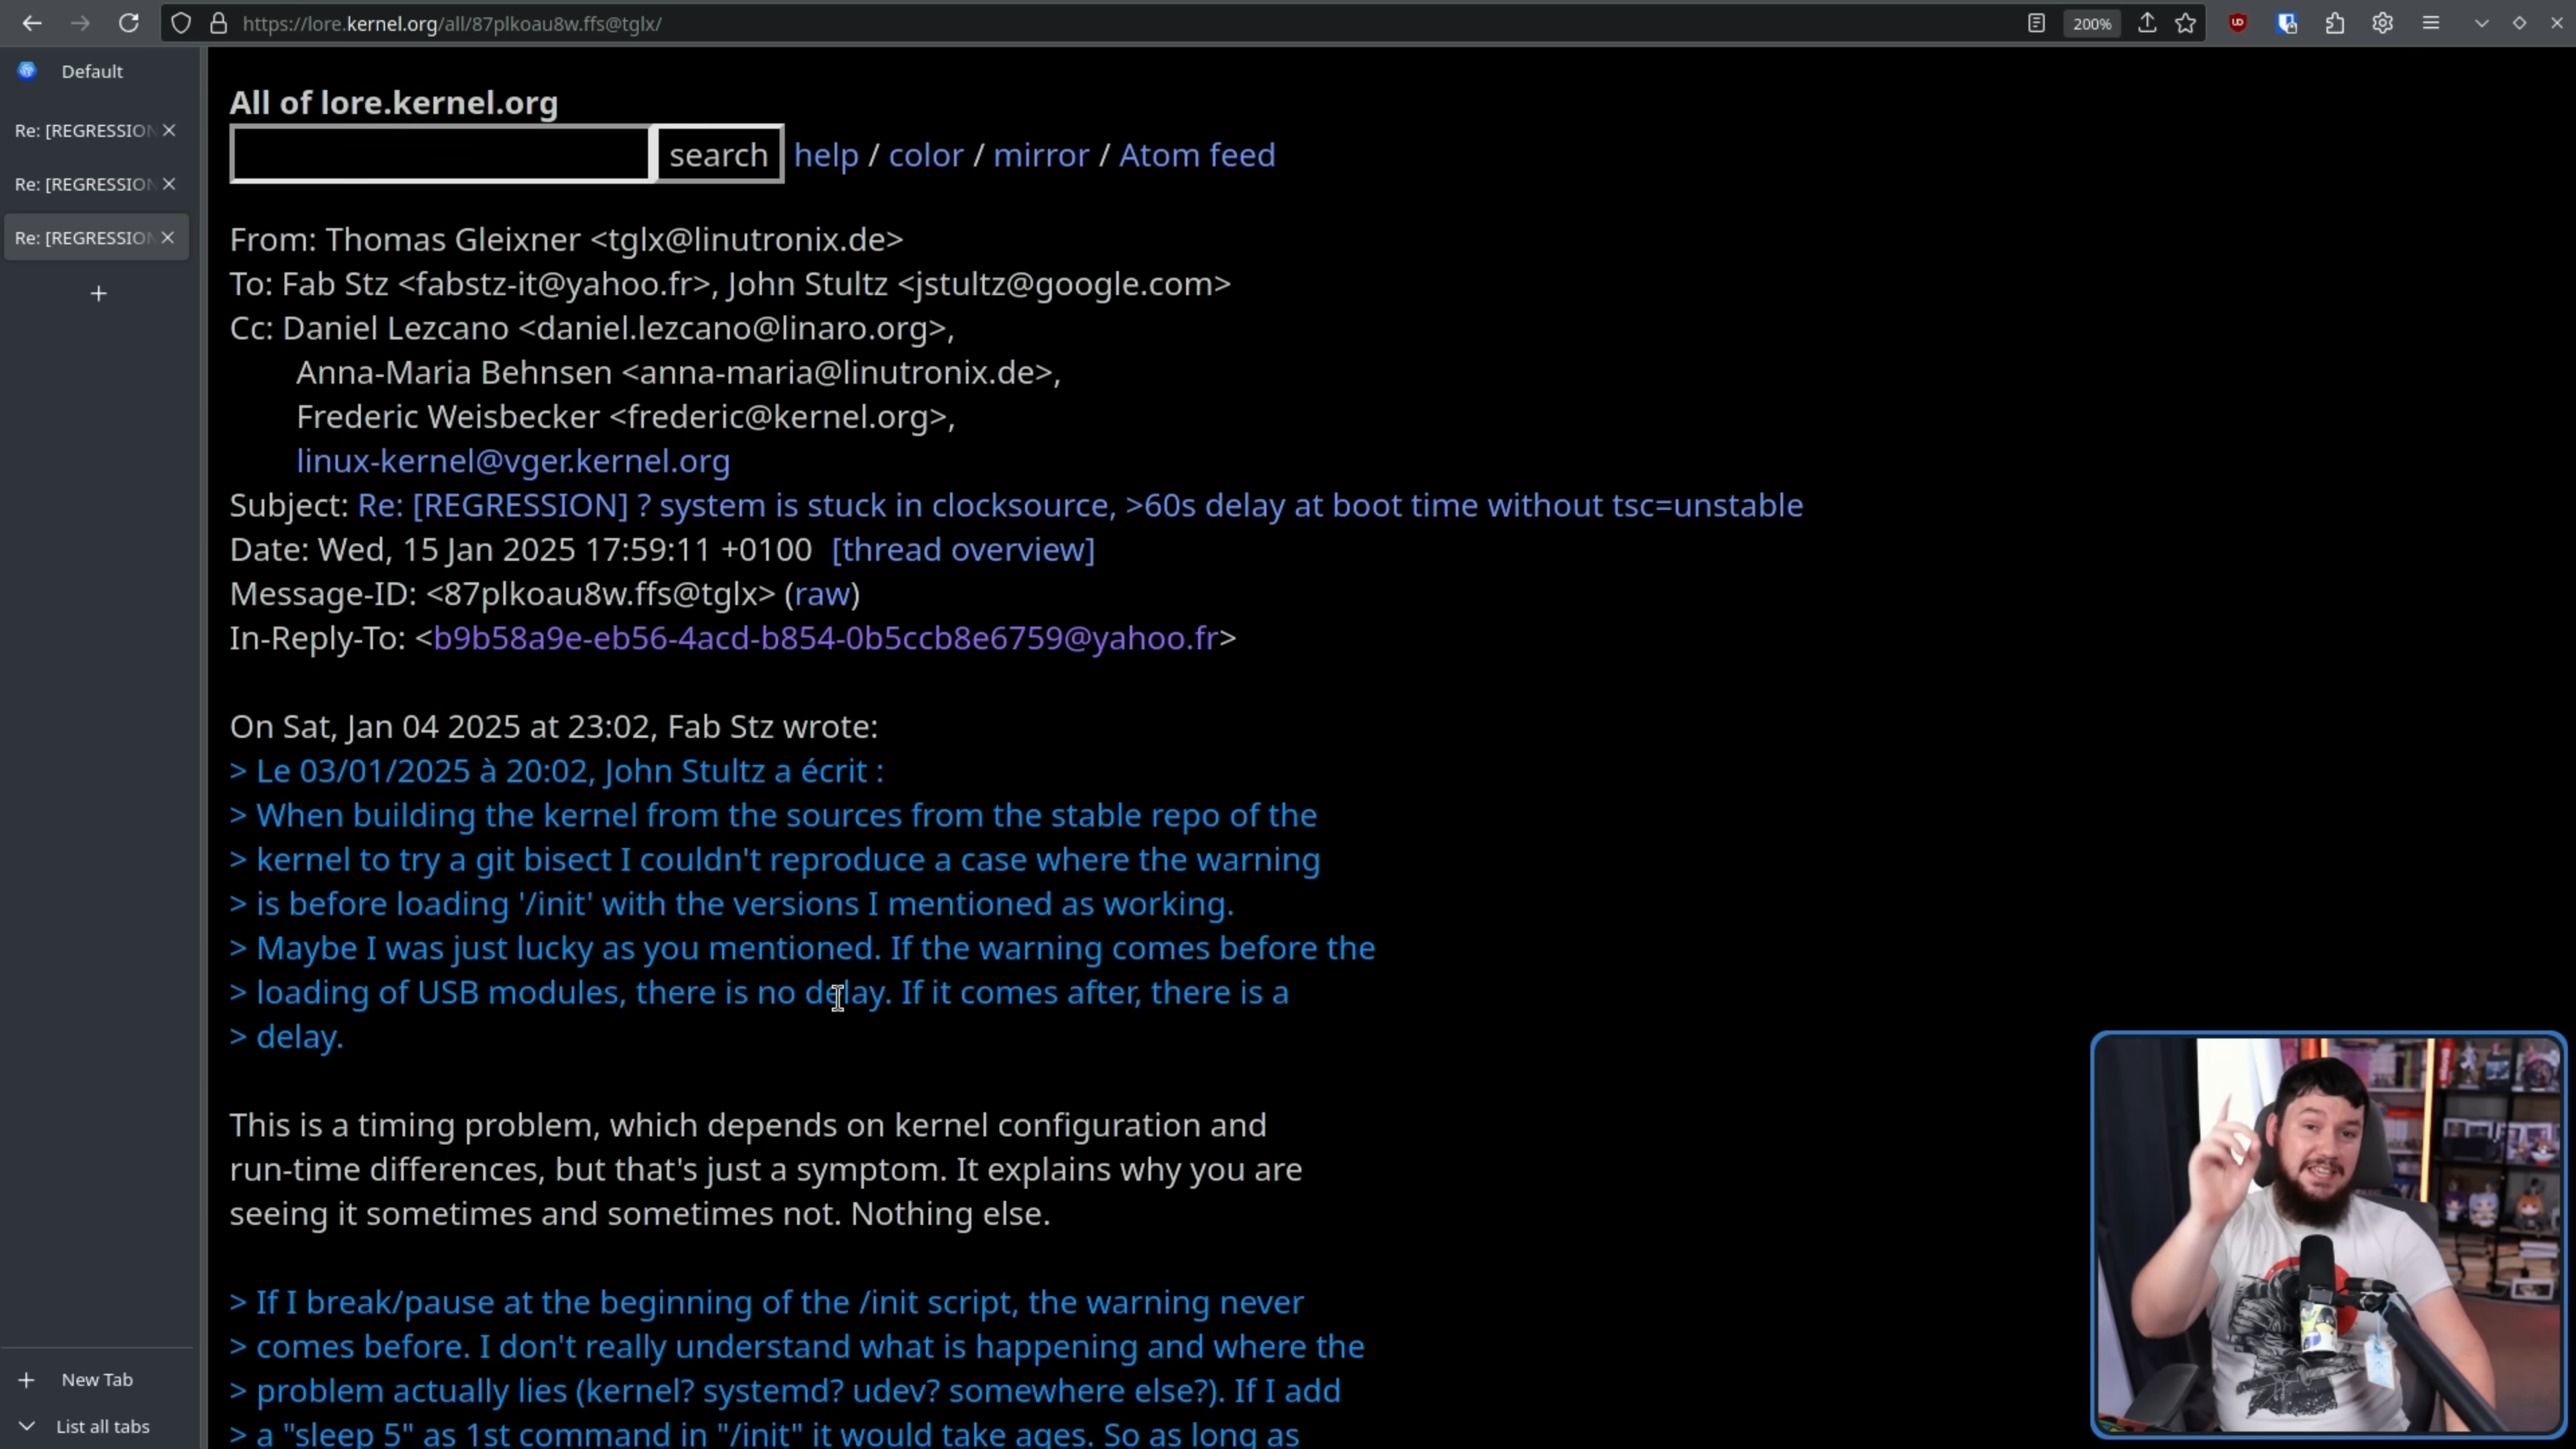 https://lore.kernel.org/all/87plkoau8w.ffs@tglx/
200%
Default
Re: [REGRESSION
Re: [REGRESSION
Re: [REGRESSION
New Tab
List all tabs
All of lore.kernel.org
search help / color / mirror / Atom feed
From: Thomas Gleixner <tglx@linutronix.de>
To: Fab Stz <fabstz-it@yahoo.fr>, John Stultz <jstultz@google.com>
Cc: Daniel Lezcano <daniel.lezcano@linaro.org>,
Anna-Maria Behnsen <anna-maria@linutronix.de>,
Frederic Weisbecker <frederic@kernel.org>,
linux-kernel@vger.kernel.org
Subject: Re: [REGRESSION] ? system is stuck in clocksource, >60s delay at boot time without tsc=unstable
Date: Wed, 15 Jan 2025 17:59:11 +0100 [thread overview]
Message-ID: <87plkoau8w.ffs@tglx> (raw)
In-Reply-To: <b9b58a9e-eb56-4acd-b854-0b5ccb8e6759@yahoo.fr>
On Sat, Jan 04 2025 at 23:02, Fab Stz wrote:
> Le 03/01/2025 à 20:02, John Stultz a écrit :
> When building the kernel from the sources from the stable repo of the
> kernel to try a git bisect I couldn't reproduce a case where the warning
> is before loading '/init' with the versions I mentioned as working.
> Maybe I was just lucky as you mentioned. If the warning comes before the
> loading of USB modules, there is no delay. If it comes after, there is a
> delay.
This is a timing problem, which depends on kernel configuration and
run-time differences, but that's just a symptom. It explains why you are
seeing it sometimes and sometimes not. Nothing else.
> If I break/pause at the beginning of the /init script, the warning never
> comes before. I don't really understand what is happening and where the
> problem actually lies (kernel? systemd? udev? somewhere else?). If I add
> a "sleep 5" as 1st command in "/init" it would take ages. So as long as